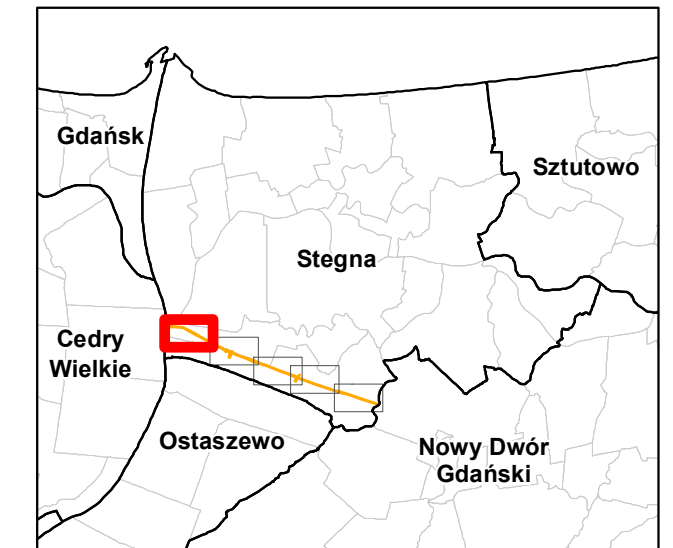 Gdańsk
Sztutowo
Stegna
Cedry
Wielkie
Ostaszewo
Nowy Dwór
Gdański